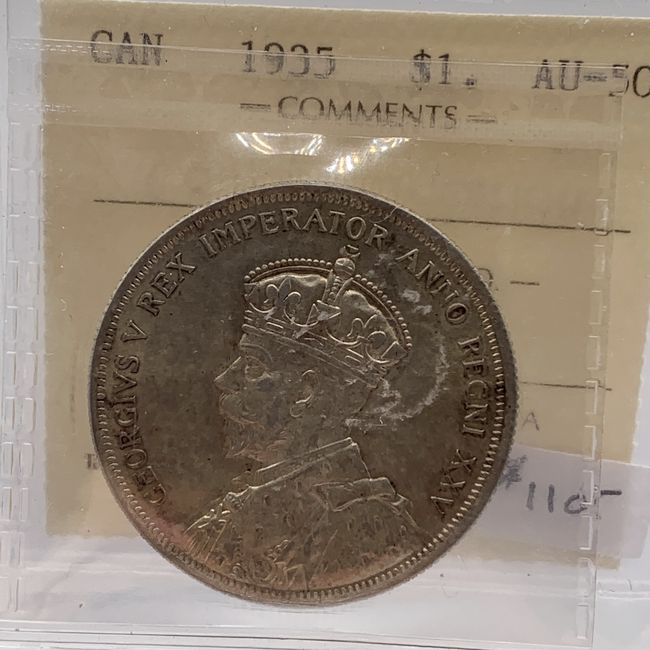 CAN 1935 $1. AU-50
— COMMENTS —
GEORGIVS V REX IMPERATOR ANNO REGNI XXV
A